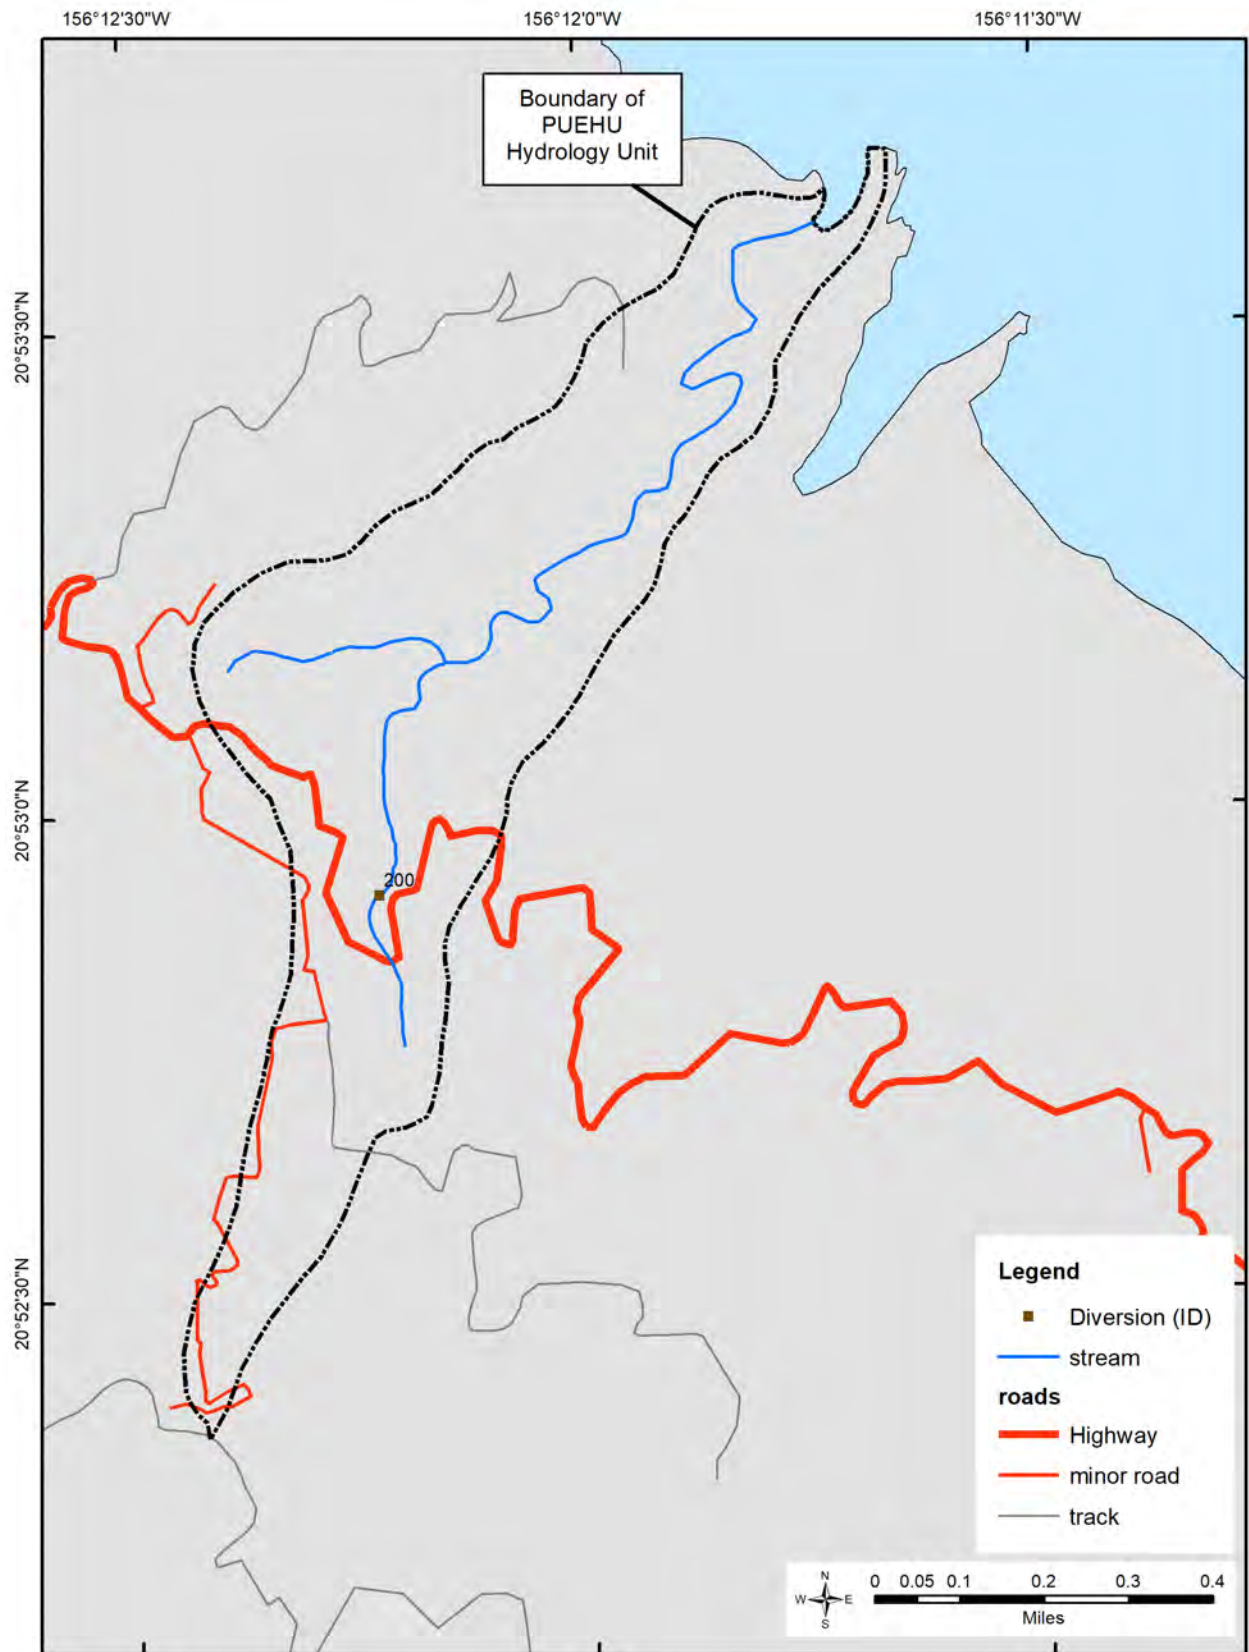 156°12'30"W
156°12'0"W
156°11'30"W
Boundary of
PUEHU
Hydrology Unit
20°53'30"N
20°53'0"N
200
20°52'30"N
Legend
Diversion (ID)
stream
roads
Highway
minor road
track
N
W E
S
0 0.05 0.1 0.2 0.3 0.4
Miles